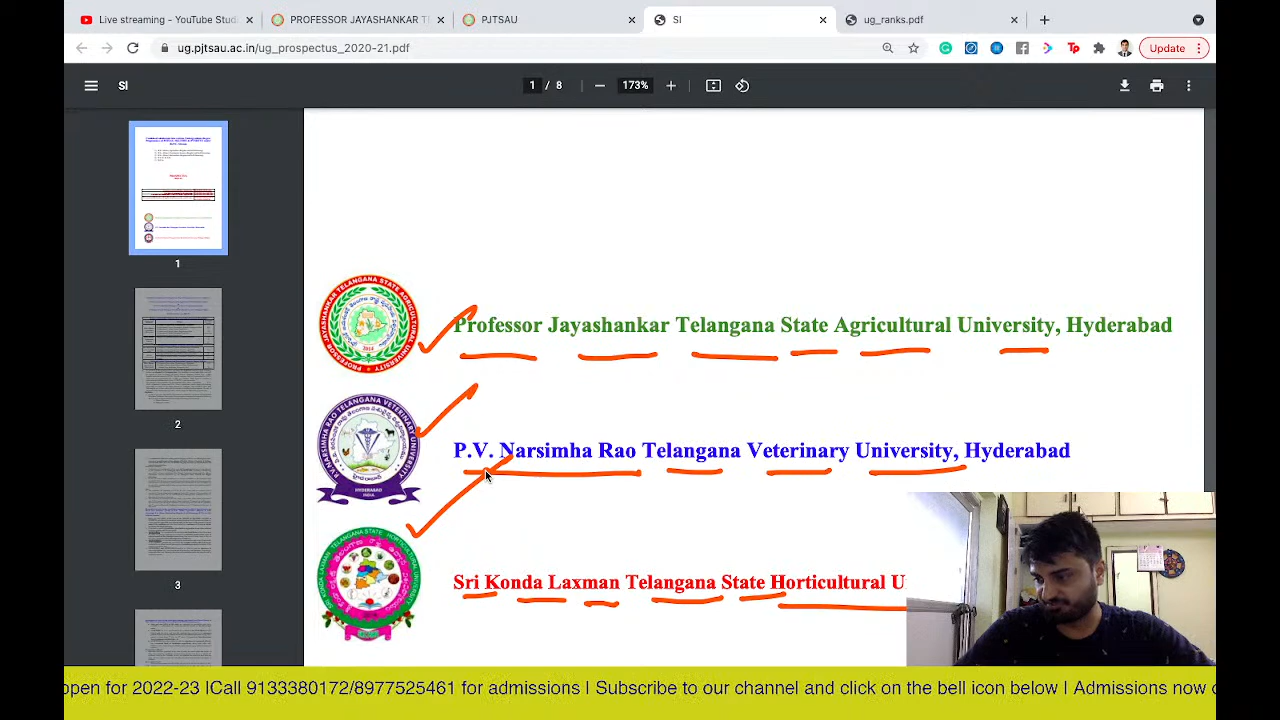 Live streaming - YouTube Stud
PROFESSOR JAYASHANKAR TE
PJTSAU
SI
ug_ranks.pdf
ug.pjtsau.ac.in/ug_prospectus_2020-21.pdf
Update
SI
1 / 8
173%
1
2
3
Professor Jayashankar Telangana State Agricultural University, Hyderabad
P.V. Narsimha Rao Telangana Veterinary University, Hyderabad
HYDERABAD
INDIA
Sri Konda Laxman Telangana State Horticultural U
open for 2022-23 |Call 9133380172/8977525461 for admissions | Subscribe to our channel and click on the bell icon below | Admissions now o